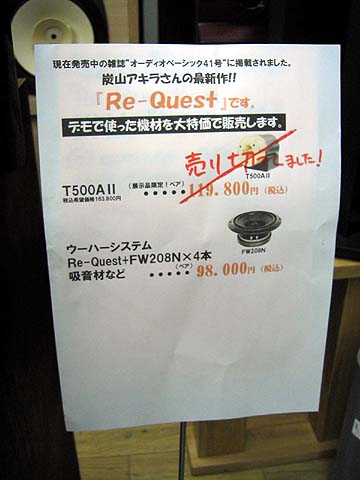 現在発売中の雑誌"オーディオベーシック41号"に掲載されました。
炭山アキラさんの最新作!!
『Re-Quest』です。
デモで使った機材を大特価で販売します。
売り切れしました!
T500AII
T500AII (展示品限定!ペア) ・・・・・119.800円(税込)
税込希望価格163.800円
FW208N
ウーハーシステム
Re-Quest+FW208N×4本
吸音材など ・・・・・(ペア) 98.000円(税込)